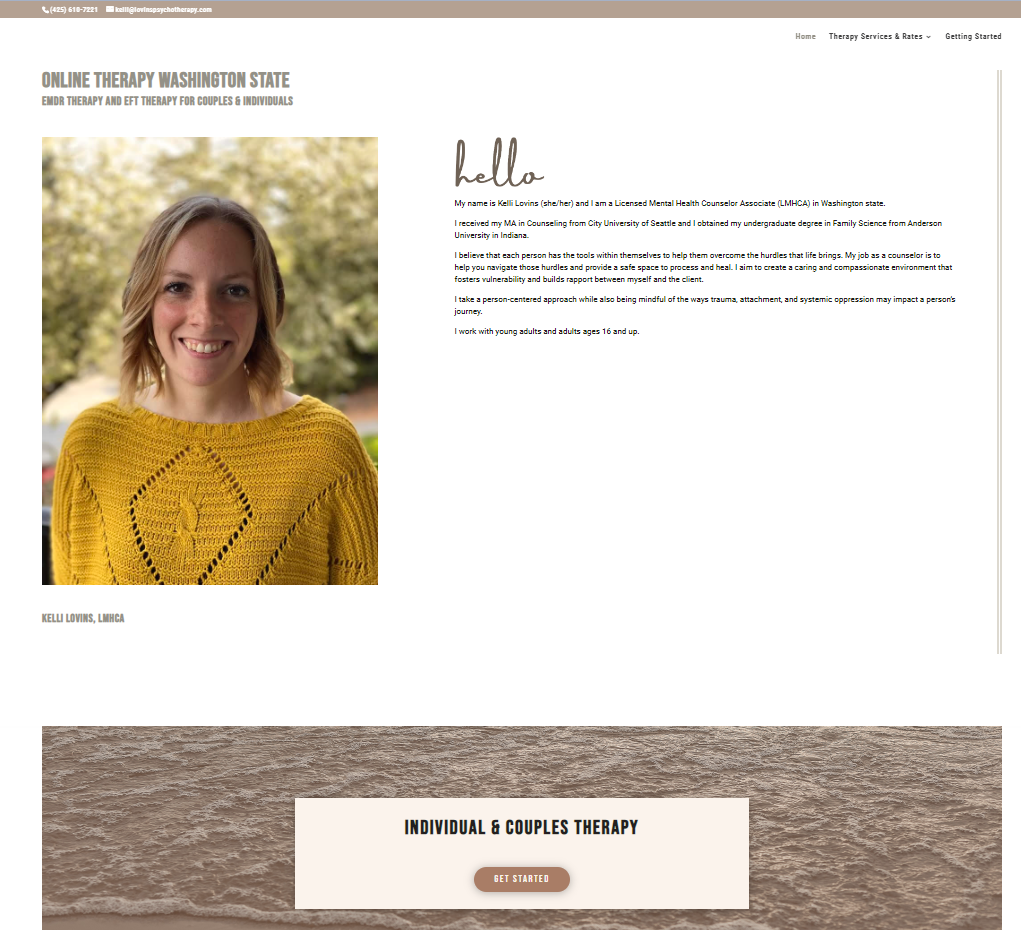 (425) 610-7221 kelli@lovinspsychotherapy.com
Home Therapy Services & Rates Getting Started
ONLINE THERAPY WASHINGTON STATE
EMDR THERAPY AND EFT THERAPY FOR COUPLES & INDIVIDUALS
hello
My name is Kelli Lovins (she/her) and I am a Licensed Mental Health Counselor Associate (LMHCA) in Washington state.
I received my MA in Counseling from City University of Seattle and I obtained my undergraduate degree in Family Science from Anderson
University in Indiana.
I believe that each person has the tools within themselves to help them overcome the hurdles that life brings. My job as a counselor is to
help you navigate those hurdles and provide a safe space to process and heal. I aim to create a caring and compassionate environment that
fosters vulnerability and builds rapport between myself and the client.
I take a person-centered approach while also being mindful of the ways trauma, attachment, and systemic oppression may impact a person's
journey.
I work with young adults and adults ages 16 and up.
KELLI LOVINS, LMHCA
INDIVIDUAL & COUPLES THERAPY
GET STARTED